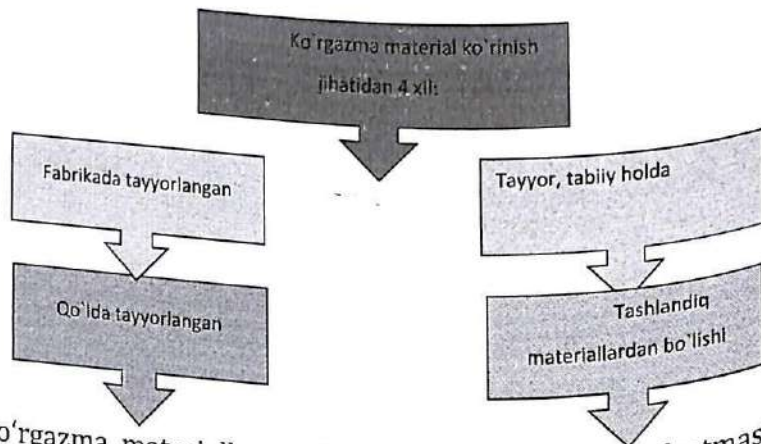 Ko`rgazma material ko`rinish
jihatidan 4 xil:
Fabrikada tayyorlangan
Tayyor, tabiiy holda
Qo`lda tayyorlangan
Tashlandiq
materiallardan bo`lishi